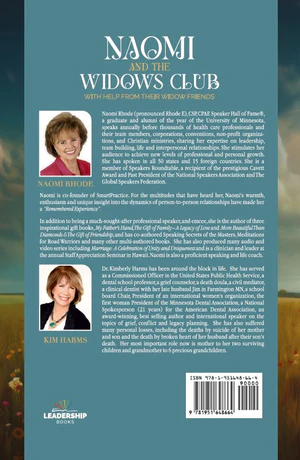 NAOMI
AND THE
WIDOWS CLUB
WITH HELP FROM THEIR WIDOW FRIENDS
Naomi Rhode (pronounced Rhode E), CSP, CPAE Speaker Hall of Fame®,
a graduate and alumni of the year of the University of Minnesota,
speaks annually before thousands of health care professionals and
their team members, corporations, conventions, non-profit organiza-
tions, and Christian ministries, sharing her expertise on leadership,
team building, life and interpersonal relationships. She stimulates her
audience to achieve new levels of professional and personal growth.
She has spoken in all 50 states and 15 foreign countries. She is a
member of Speakers Roundtable, a recipient of the prestigious Cavett
Award and Past President of the National Speakers Association and The
Global Speakers Federation.
NAOMI RHODE
Naomi is co-founder of SmartPractice. For the multitudes that have heard her, Naomi's warmth,
enthusiasm and unique insight into the dynamics of person-to-person relationships have made her
a "Remembered Experience".
In addition to being a much-sought-after professional speaker, and emcee, she is the author of three
inspirational gift books, My Father's Hand, The Gift of Family—A Legacy of Love and More Beautiful Than
Diamonds & The Gift of Friendship, and has co-authored Speaking Secrets of the Masters, Meditations
for Road Warriors and many other multi-authored books. She has also produced many audio and
video series including Marriage: A Celebration of Unity and Uniqueness and is a clinician and leader at
the annual Staff Appreciation Seminar in Hawaii. Naomi is also a proficient speaking and life coach.
Dr. Kimberly Harms has been around the block in life. She has served
as a Commissioned Officer in the United States Public Health Service, a
dental school professor, a grief counselor, a death doula, a civil mediator,
a clinical dentist with her late husband Jim in Farmington MN, a school
board Chair, President of an international women's organization, the
first woman President of the Minnesota Dental Association, a National
Spokesperson (21 years) for the American Dental Association, an
award-winning, best selling author and international speaker on the
topics of grief, conflict and legacy planning. She has also suffered
many personal losses, including the deaths by suicide of her mother
and son and the death by broken heart of her husband after their son's
death. Her most important role now is mother to her two surviving
children and grandmother to 6 precious grandchildren.
KIM HARMS
LEADERSHIP
BOOKS
90000